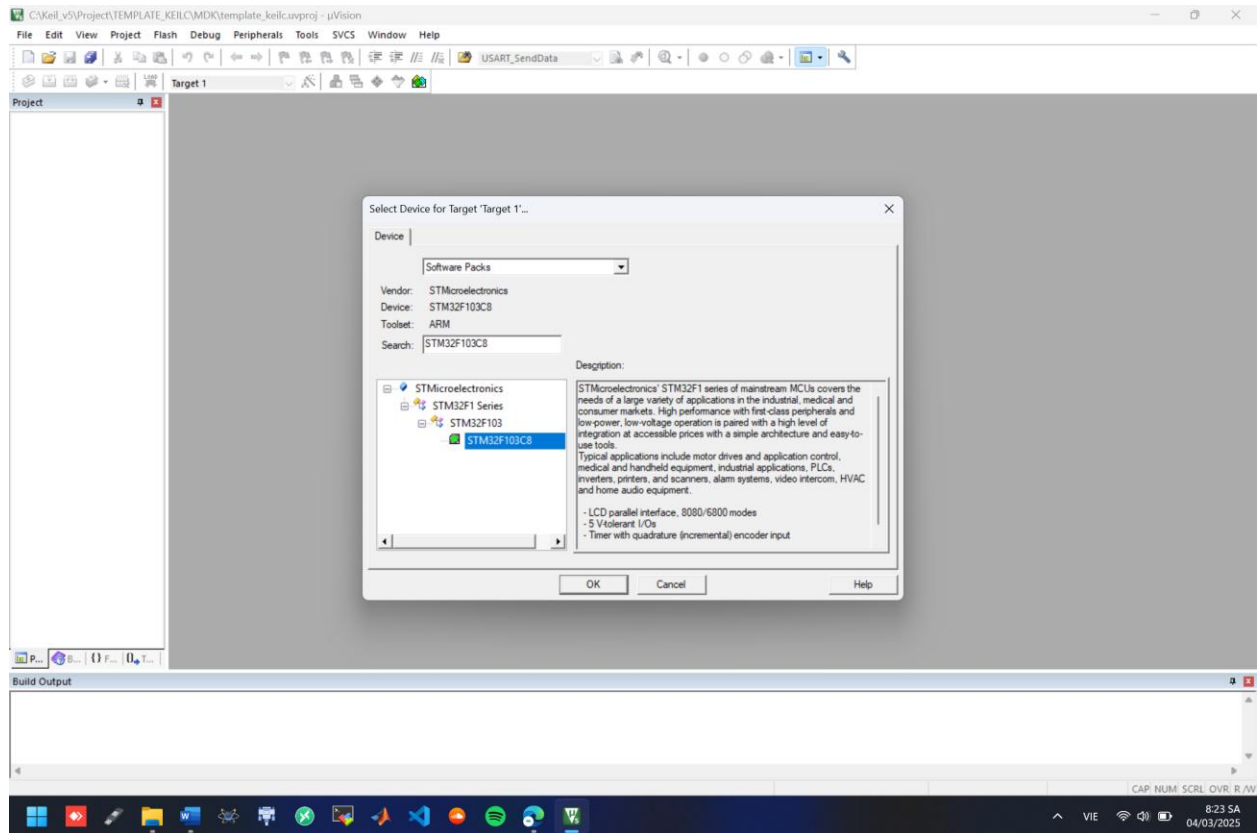 C:\Keil_v5\Project\TEMPLATE_KEILC\MDK\template_keilc.uvproj - µVision
File Edit View Project Flash Debug Peripherals Tools SVCS Window Help
USART_SendData
LOAD Target 1
Project
Select Device for Target 'Target 1'...
Device
Software Packs
Vendor: STMicroelectronics
Device: STM32F103C8
Toolset: ARM
Search: STM32F103C8
Description:
STMicroelectronics
STM32F1 Series
STM32F103
STM32F103C8
STMicroelectronics' STM32F1 series of mainstream MCUs covers the
needs of a large variety of applications in the industrial, medical and
consumer markets. High performance with first-class peripherals and
low-power, low-voltage operation is paired with a high level of
integration at accessible prices with a simple architecture and easy-to-
use tools.
Typical applications include motor drives and application control,
medical and handheld equipment, industrial applications, PLCs,
inverters, printers, and scanners, alarm systems, video intercom, HVAC
and home audio equipment.
- LCD parallel interface, 8080/6800 modes
- 5 V-tolerant I/Os
- Timer with quadrature (incremental) encoder input
OK Cancel Help
P... B... {} F... 0 T...
Build Output
CAP NUM SCRL OVR R/W
VIE
8:23 SA
04/03/2025